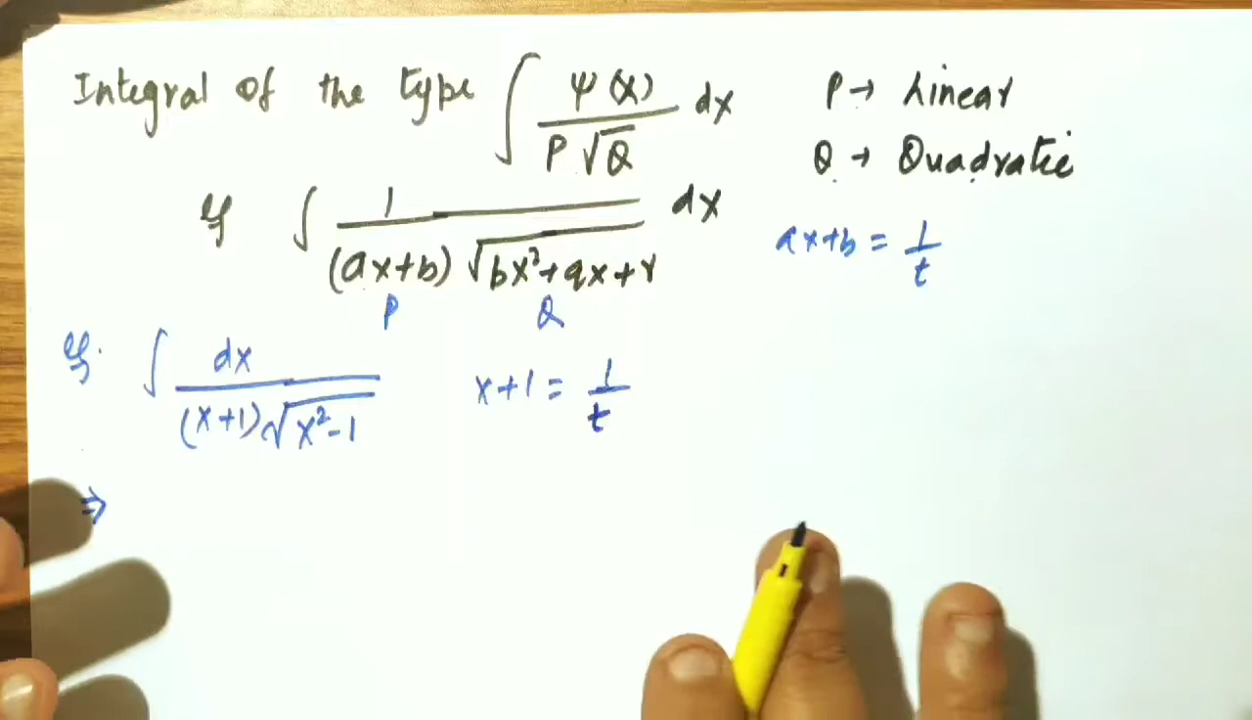 Integral of the type ∫ ψ(x) / P √Q dx P → Linear
Q → Quadratic
eg ∫ 1 / (ax+b) √bx²+qx+r dx ax+b = 1/t
P Q
eg. ∫ dx / (x+1)√x²-1 x+1 = 1/t
⇒